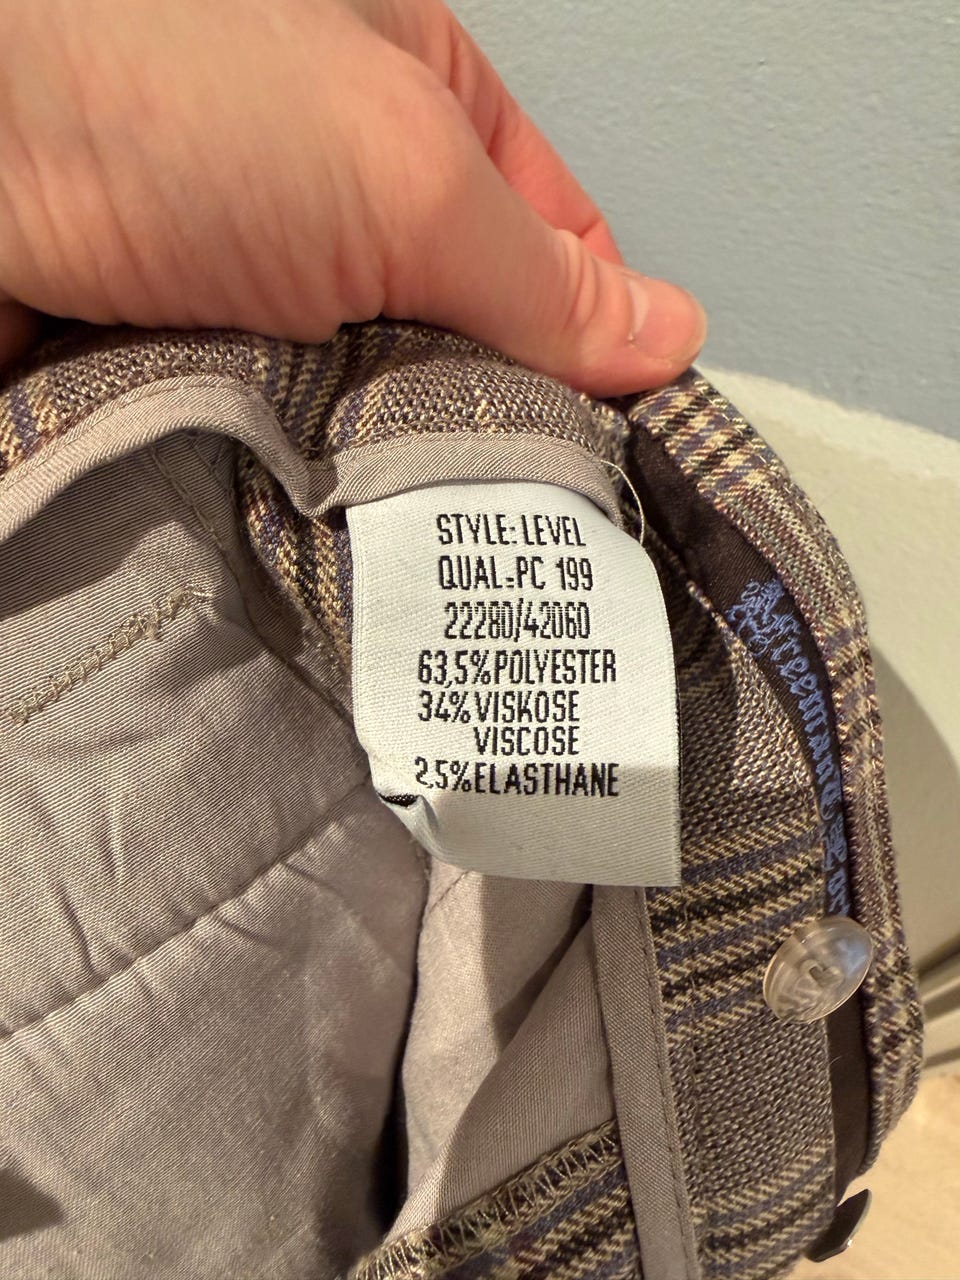 STYLE: LEVEL
QUAL.:PC 199
22280/42060
63,5%POLYESTER
34%VISKOSE
VISCOSE
2,5%ELASTHANE